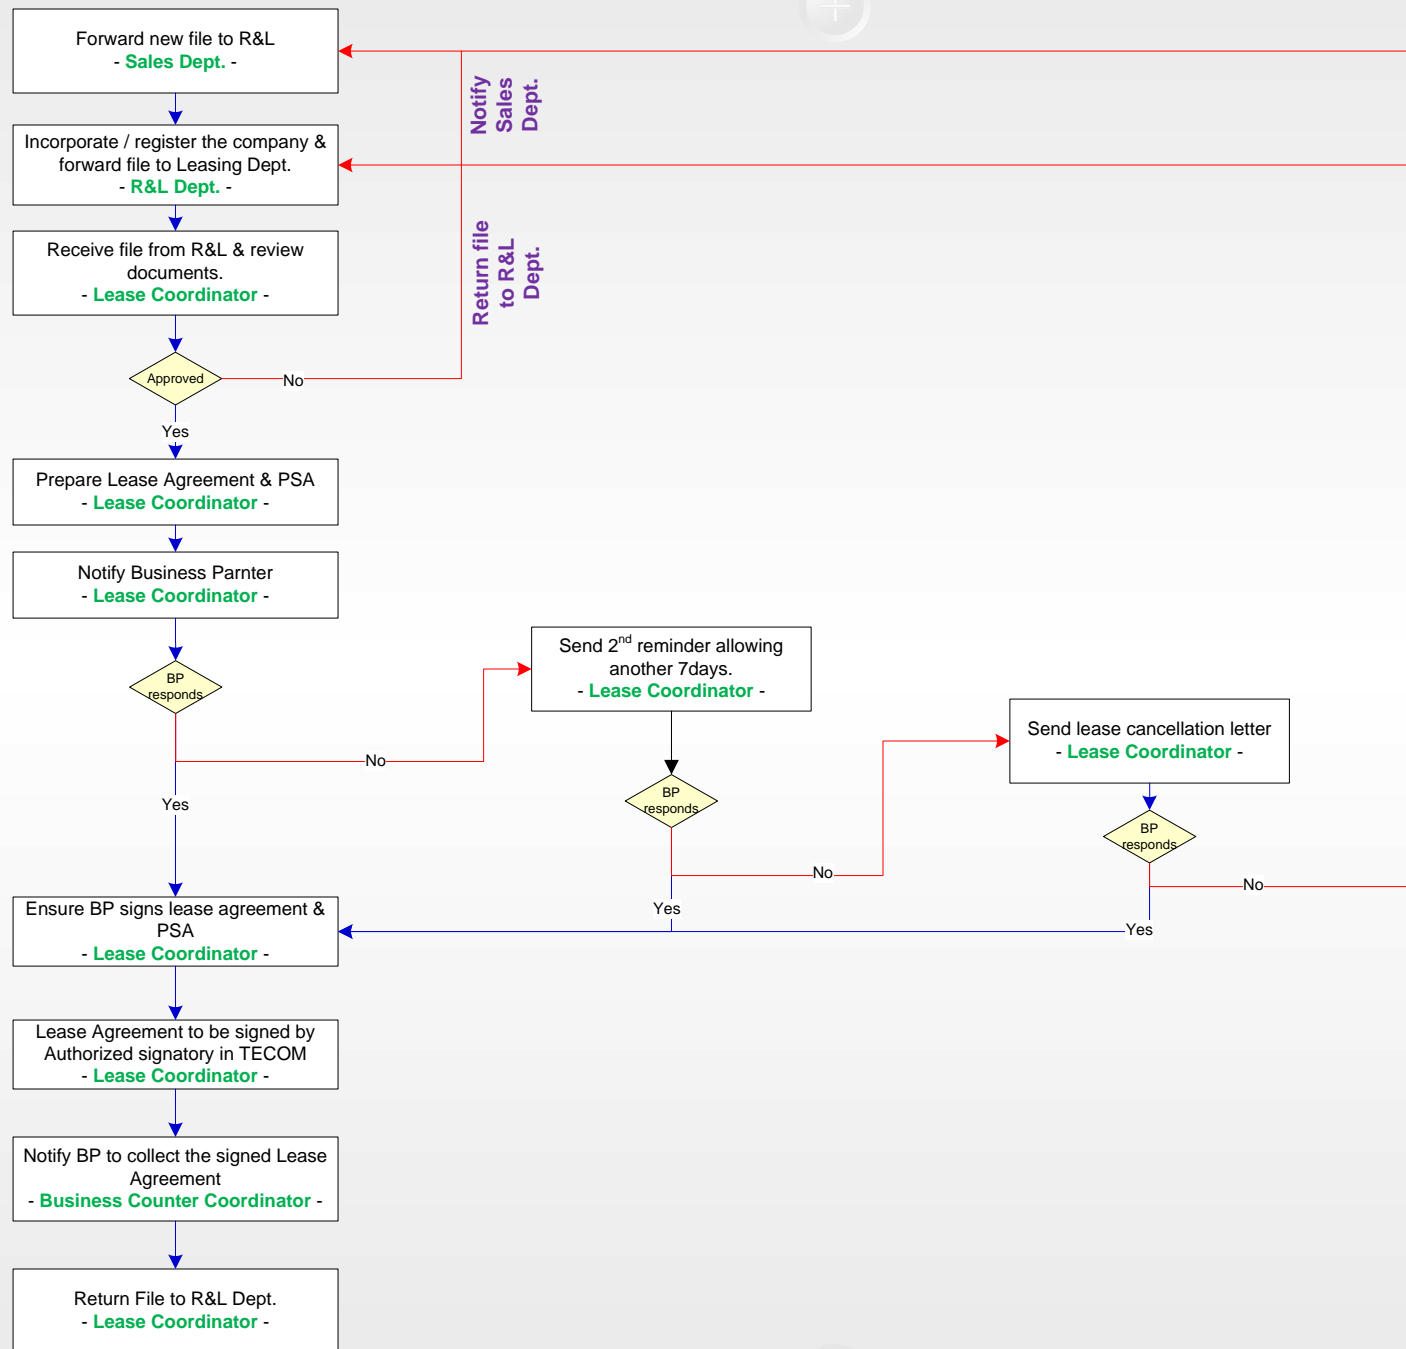 Forward new file to R&L
- Sales Dept. -
Notify
Sales
Dept.
Incorporate / register the company &
forward file to Leasing Dept.
- R&L Dept. -
Return file
to R&L
Dept.
Receive file from R&L & review
documents.
- Lease Coordinator -
Approved
No
Yes
Prepare Lease Agreement & PSA
- Lease Coordinator -
Notify Business Parnter
- Lease Coordinator -
BP
responds
No
Yes
Send 2nd reminder allowing
another 7days.
- Lease Coordinator -
BP
responds
No
Yes
Send lease cancellation letter
- Lease Coordinator -
BP
responds
No
Yes
Ensure BP signs lease agreement &
PSA
- Lease Coordinator -
Lease Agreement to be signed by
Authorized signatory in TECOM
- Lease Coordinator -
Notify BP to collect the signed Lease
Agreement
- Business Counter Coordinator -
Return File to R&L Dept.
- Lease Coordinator -